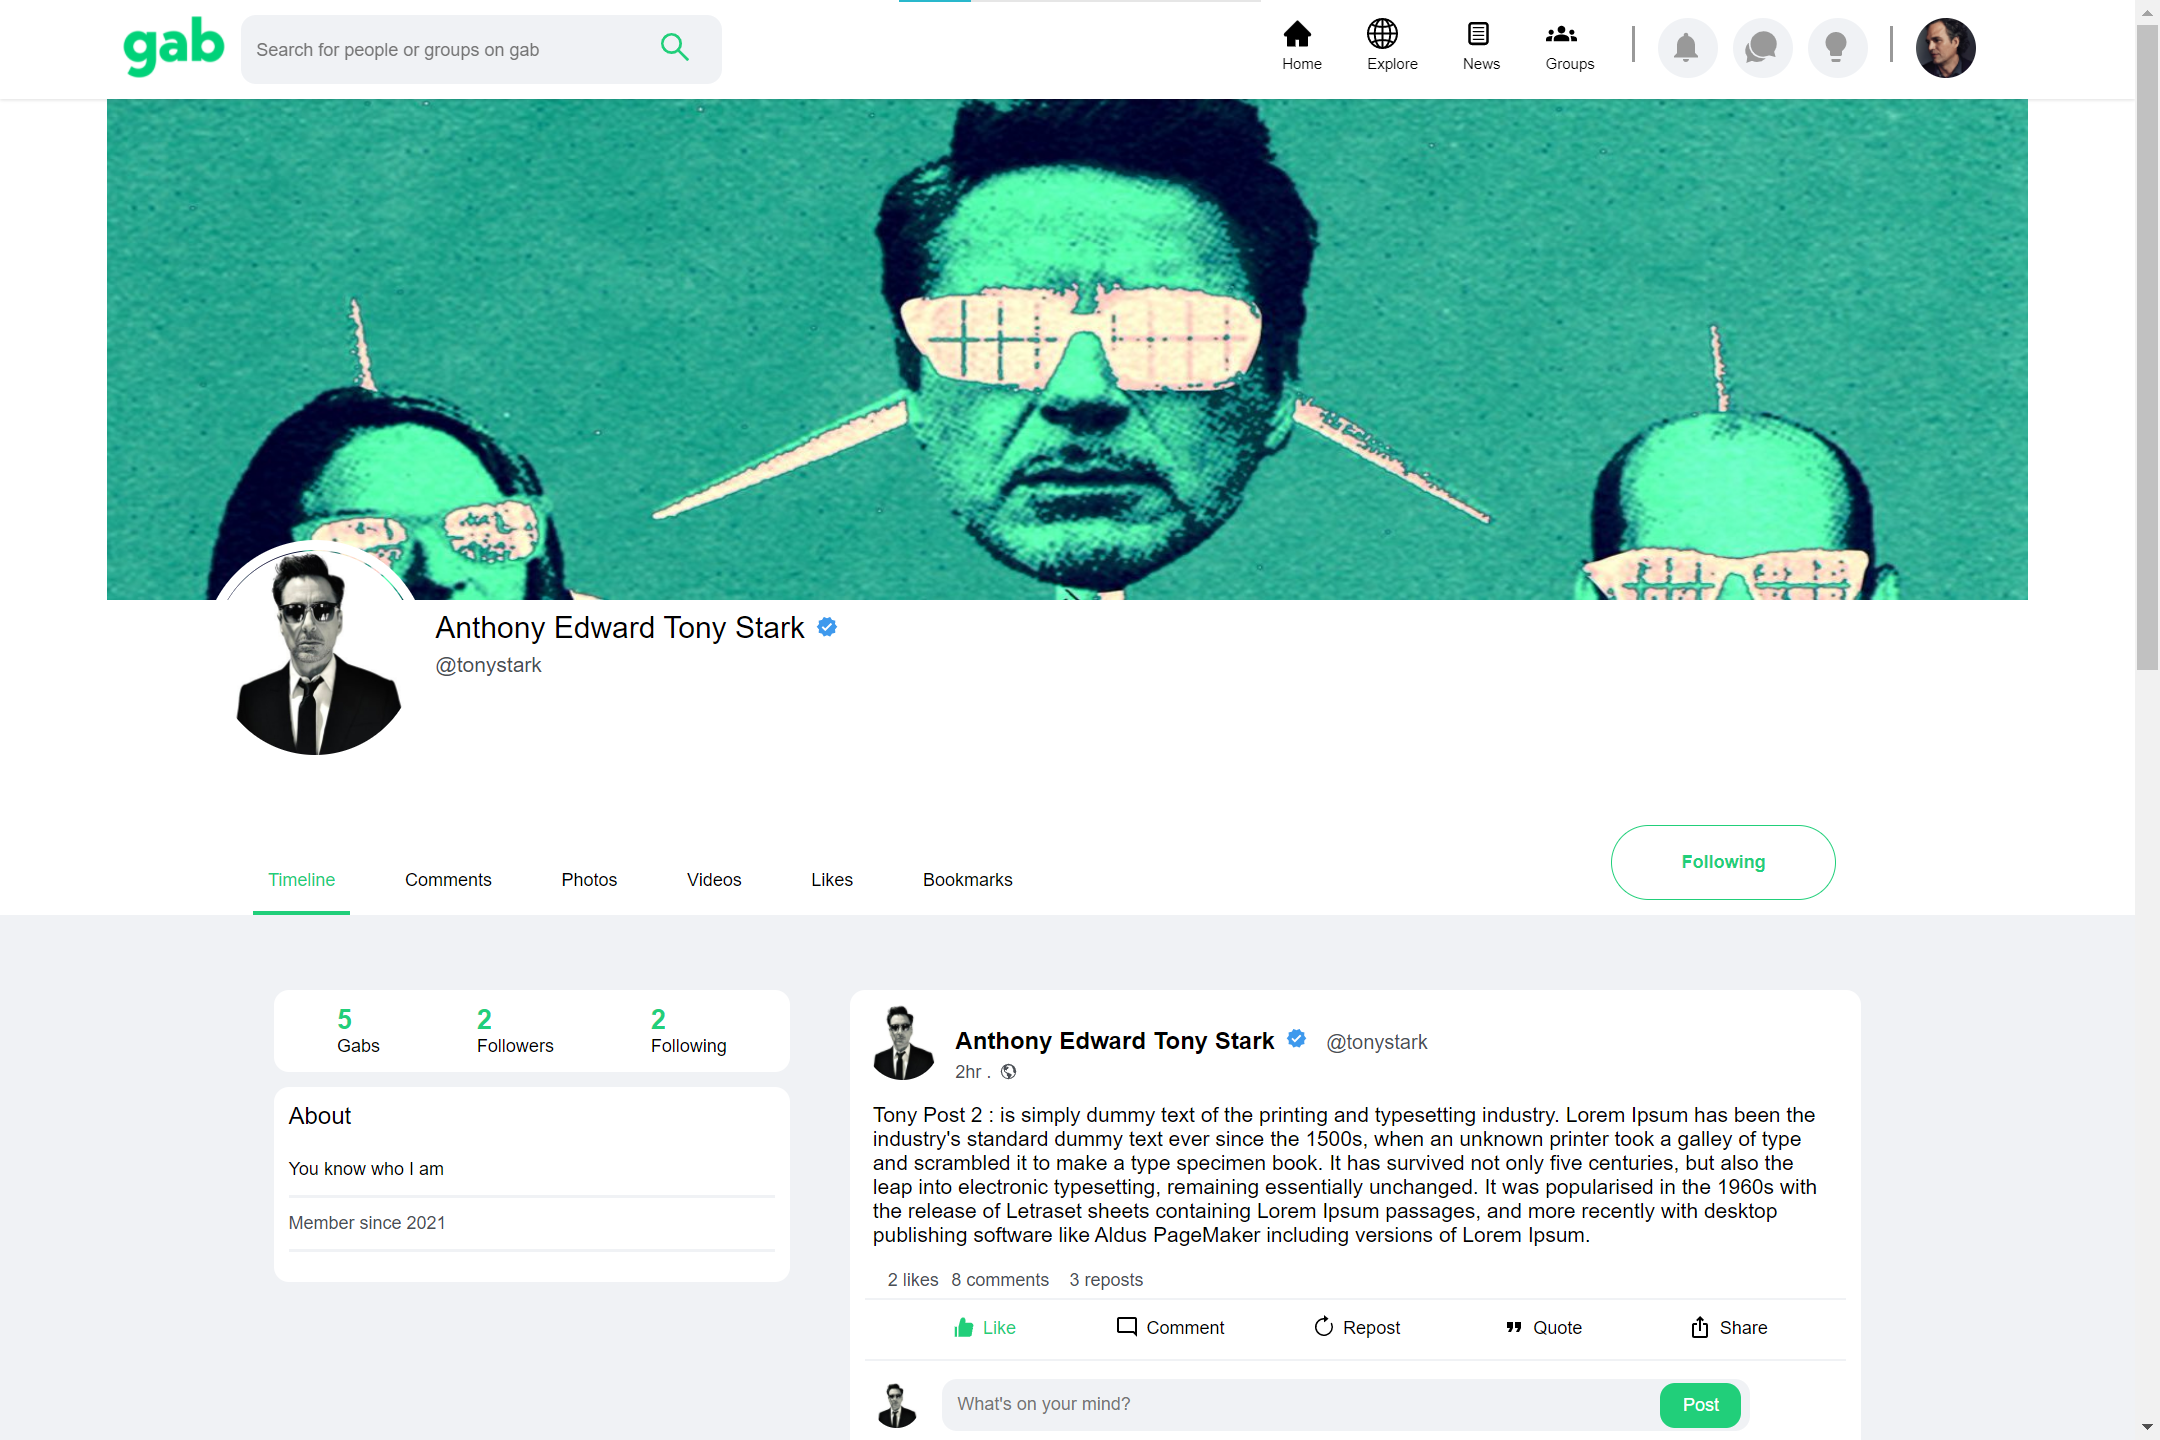 gab
Search for people or groups on gab
Home Explore News Groups
Anthony Edward Tony Stark
@tonystark
Timeline Comments Photos Videos Likes Bookmarks
Following
5 2 2
Gabs Followers Following
About
You know who I am
Member since 2021
Anthony Edward Tony Stark @tonystark
2hr .
Tony Post 2 : is simply dummy text of the printing and typesetting industry. Lorem Ipsum has been the
industry's standard dummy text ever since the 1500s, when an unknown printer took a galley of type
and scrambled it to make a type specimen book. It has survived not only five centuries, but also the
leap into electronic typesetting, remaining essentially unchanged. It was popularised in the 1960s with
the release of Letraset sheets containing Lorem Ipsum passages, and more recently with desktop
publishing software like Aldus PageMaker including versions of Lorem Ipsum.
2 likes 8 comments 3 reposts
Like Comment Repost Quote Share
What's on your mind? Post